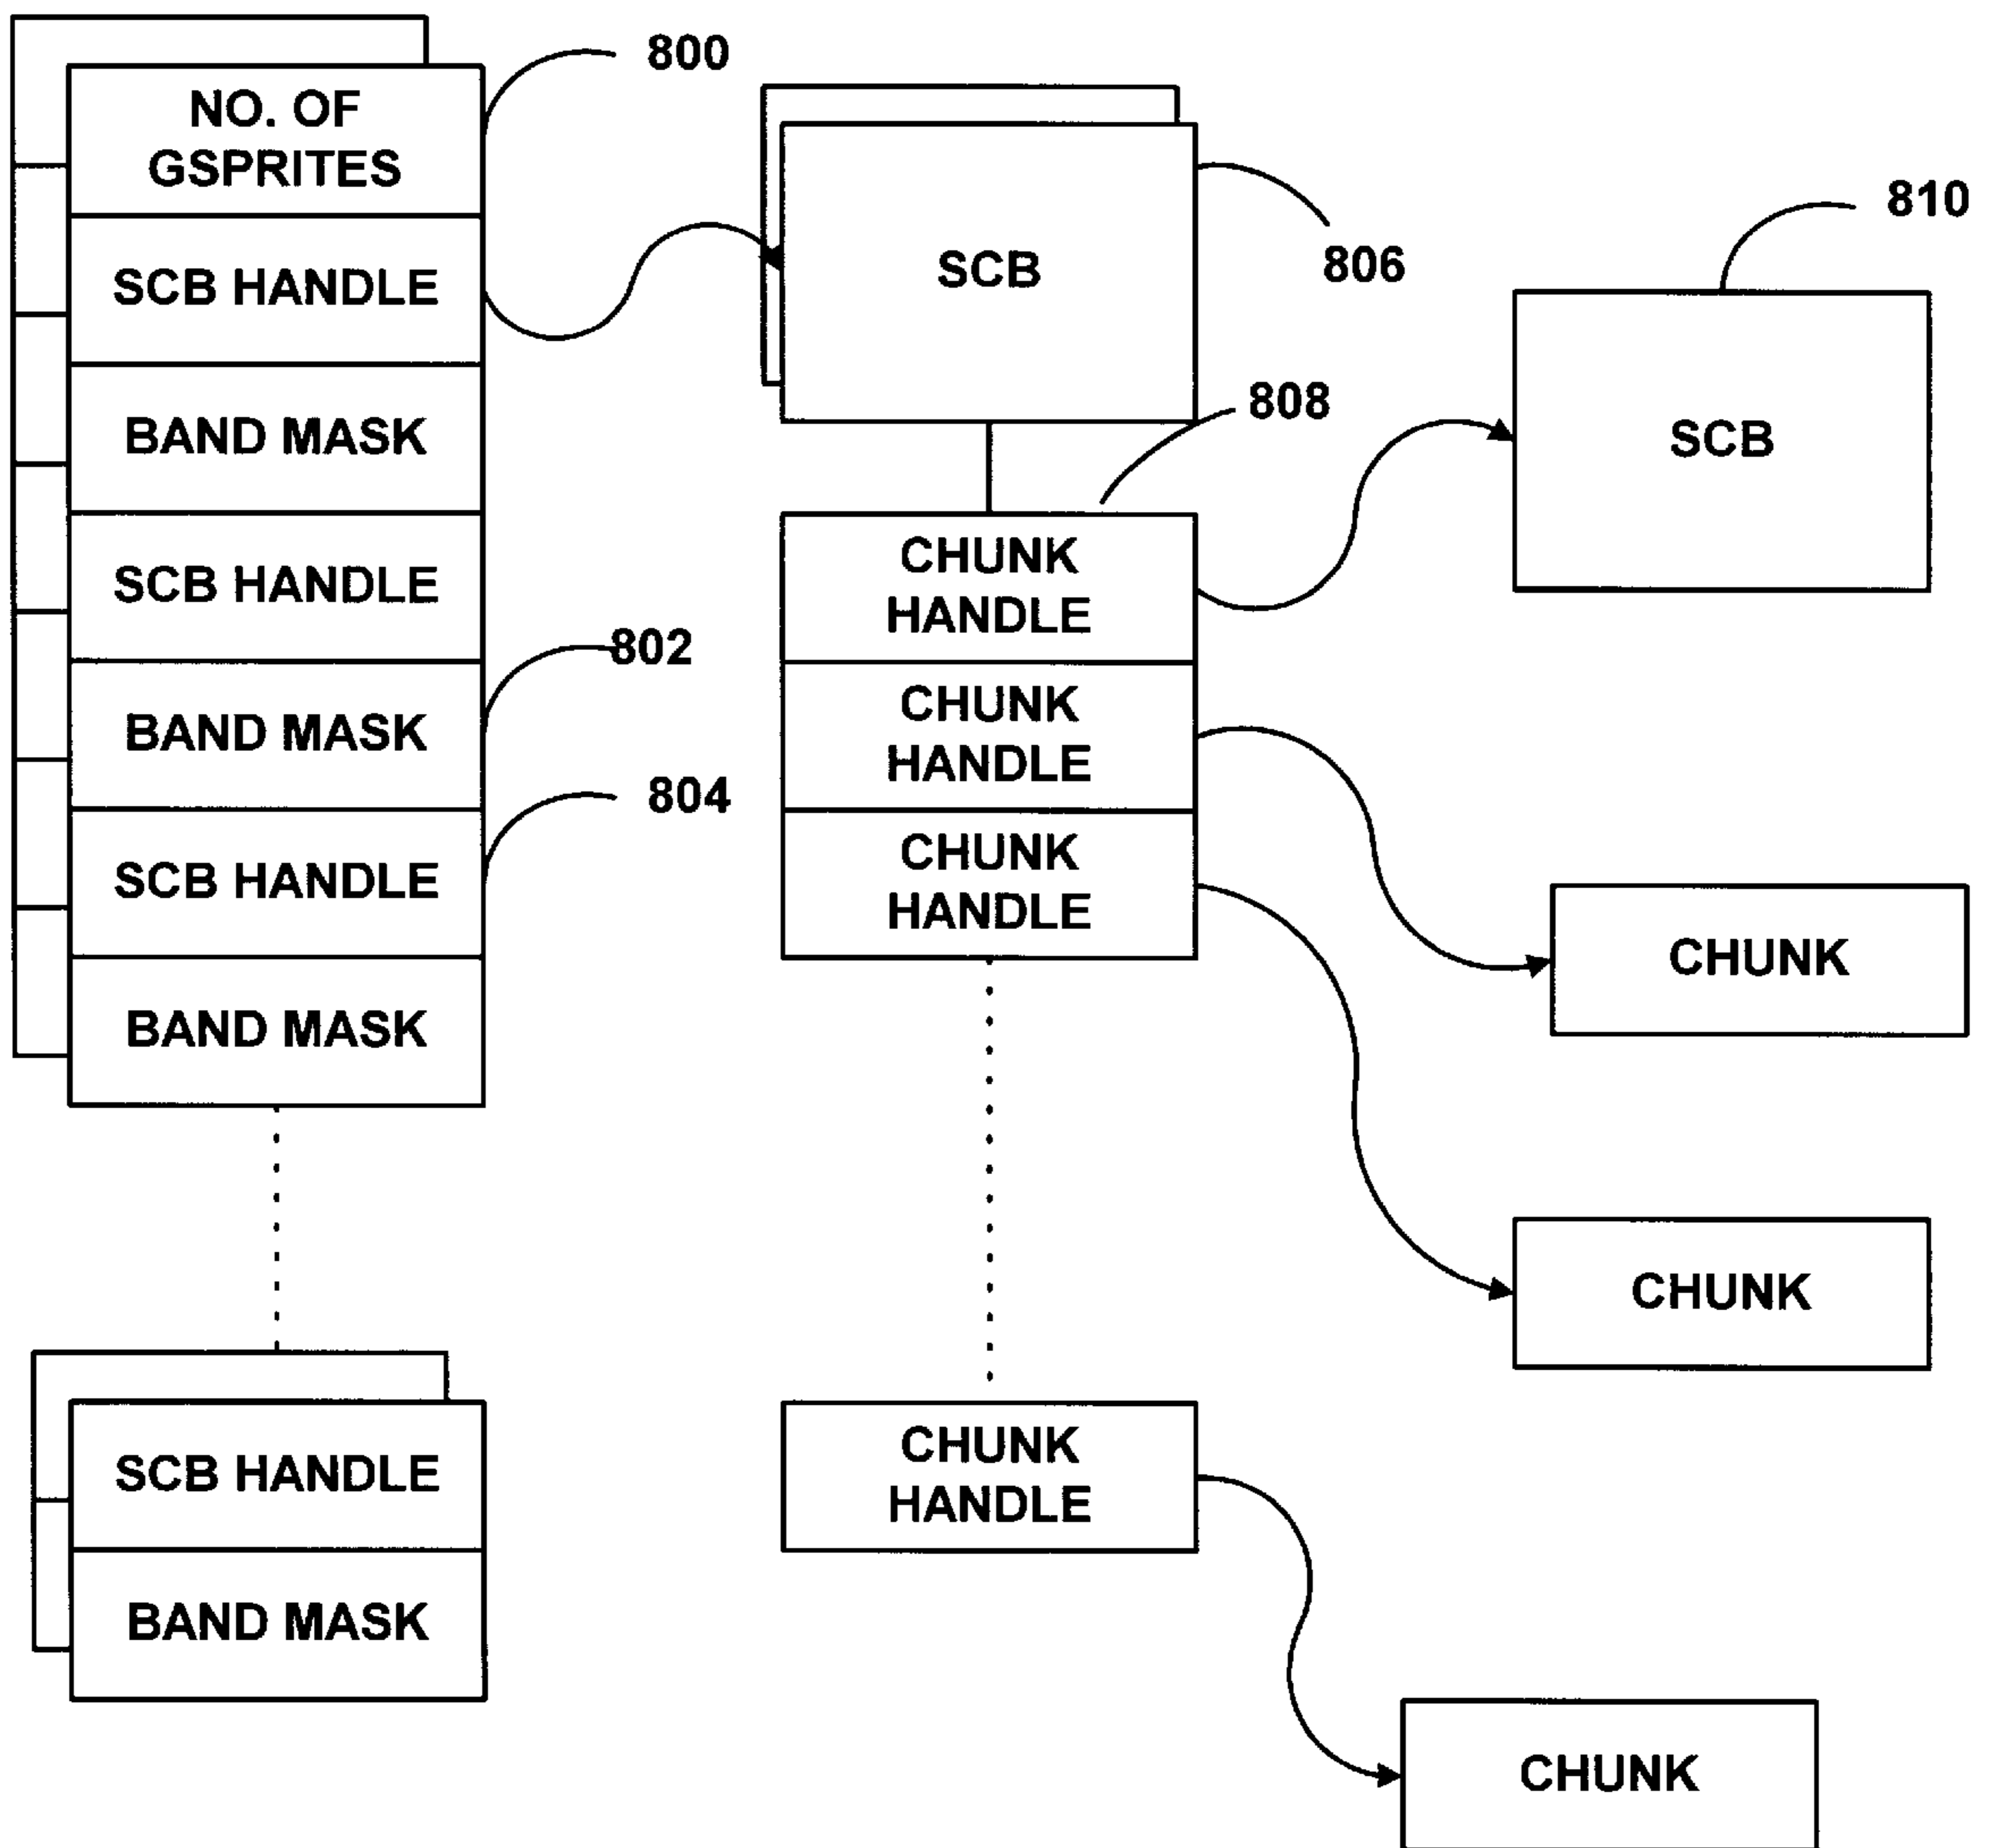 NO. OF
GSPRITES
SCB HANDLE
BAND MASK
SCB HANDLE
BAND MASK
SCB HANDLE
BAND MASK
SCB HANDLE
BAND MASK
800
802
804
SCB
806
808
CHUNK
HANDLE
CHUNK
HANDLE
CHUNK
HANDLE
CHUNK
HANDLE
810
SCB
CHUNK
CHUNK
CHUNK